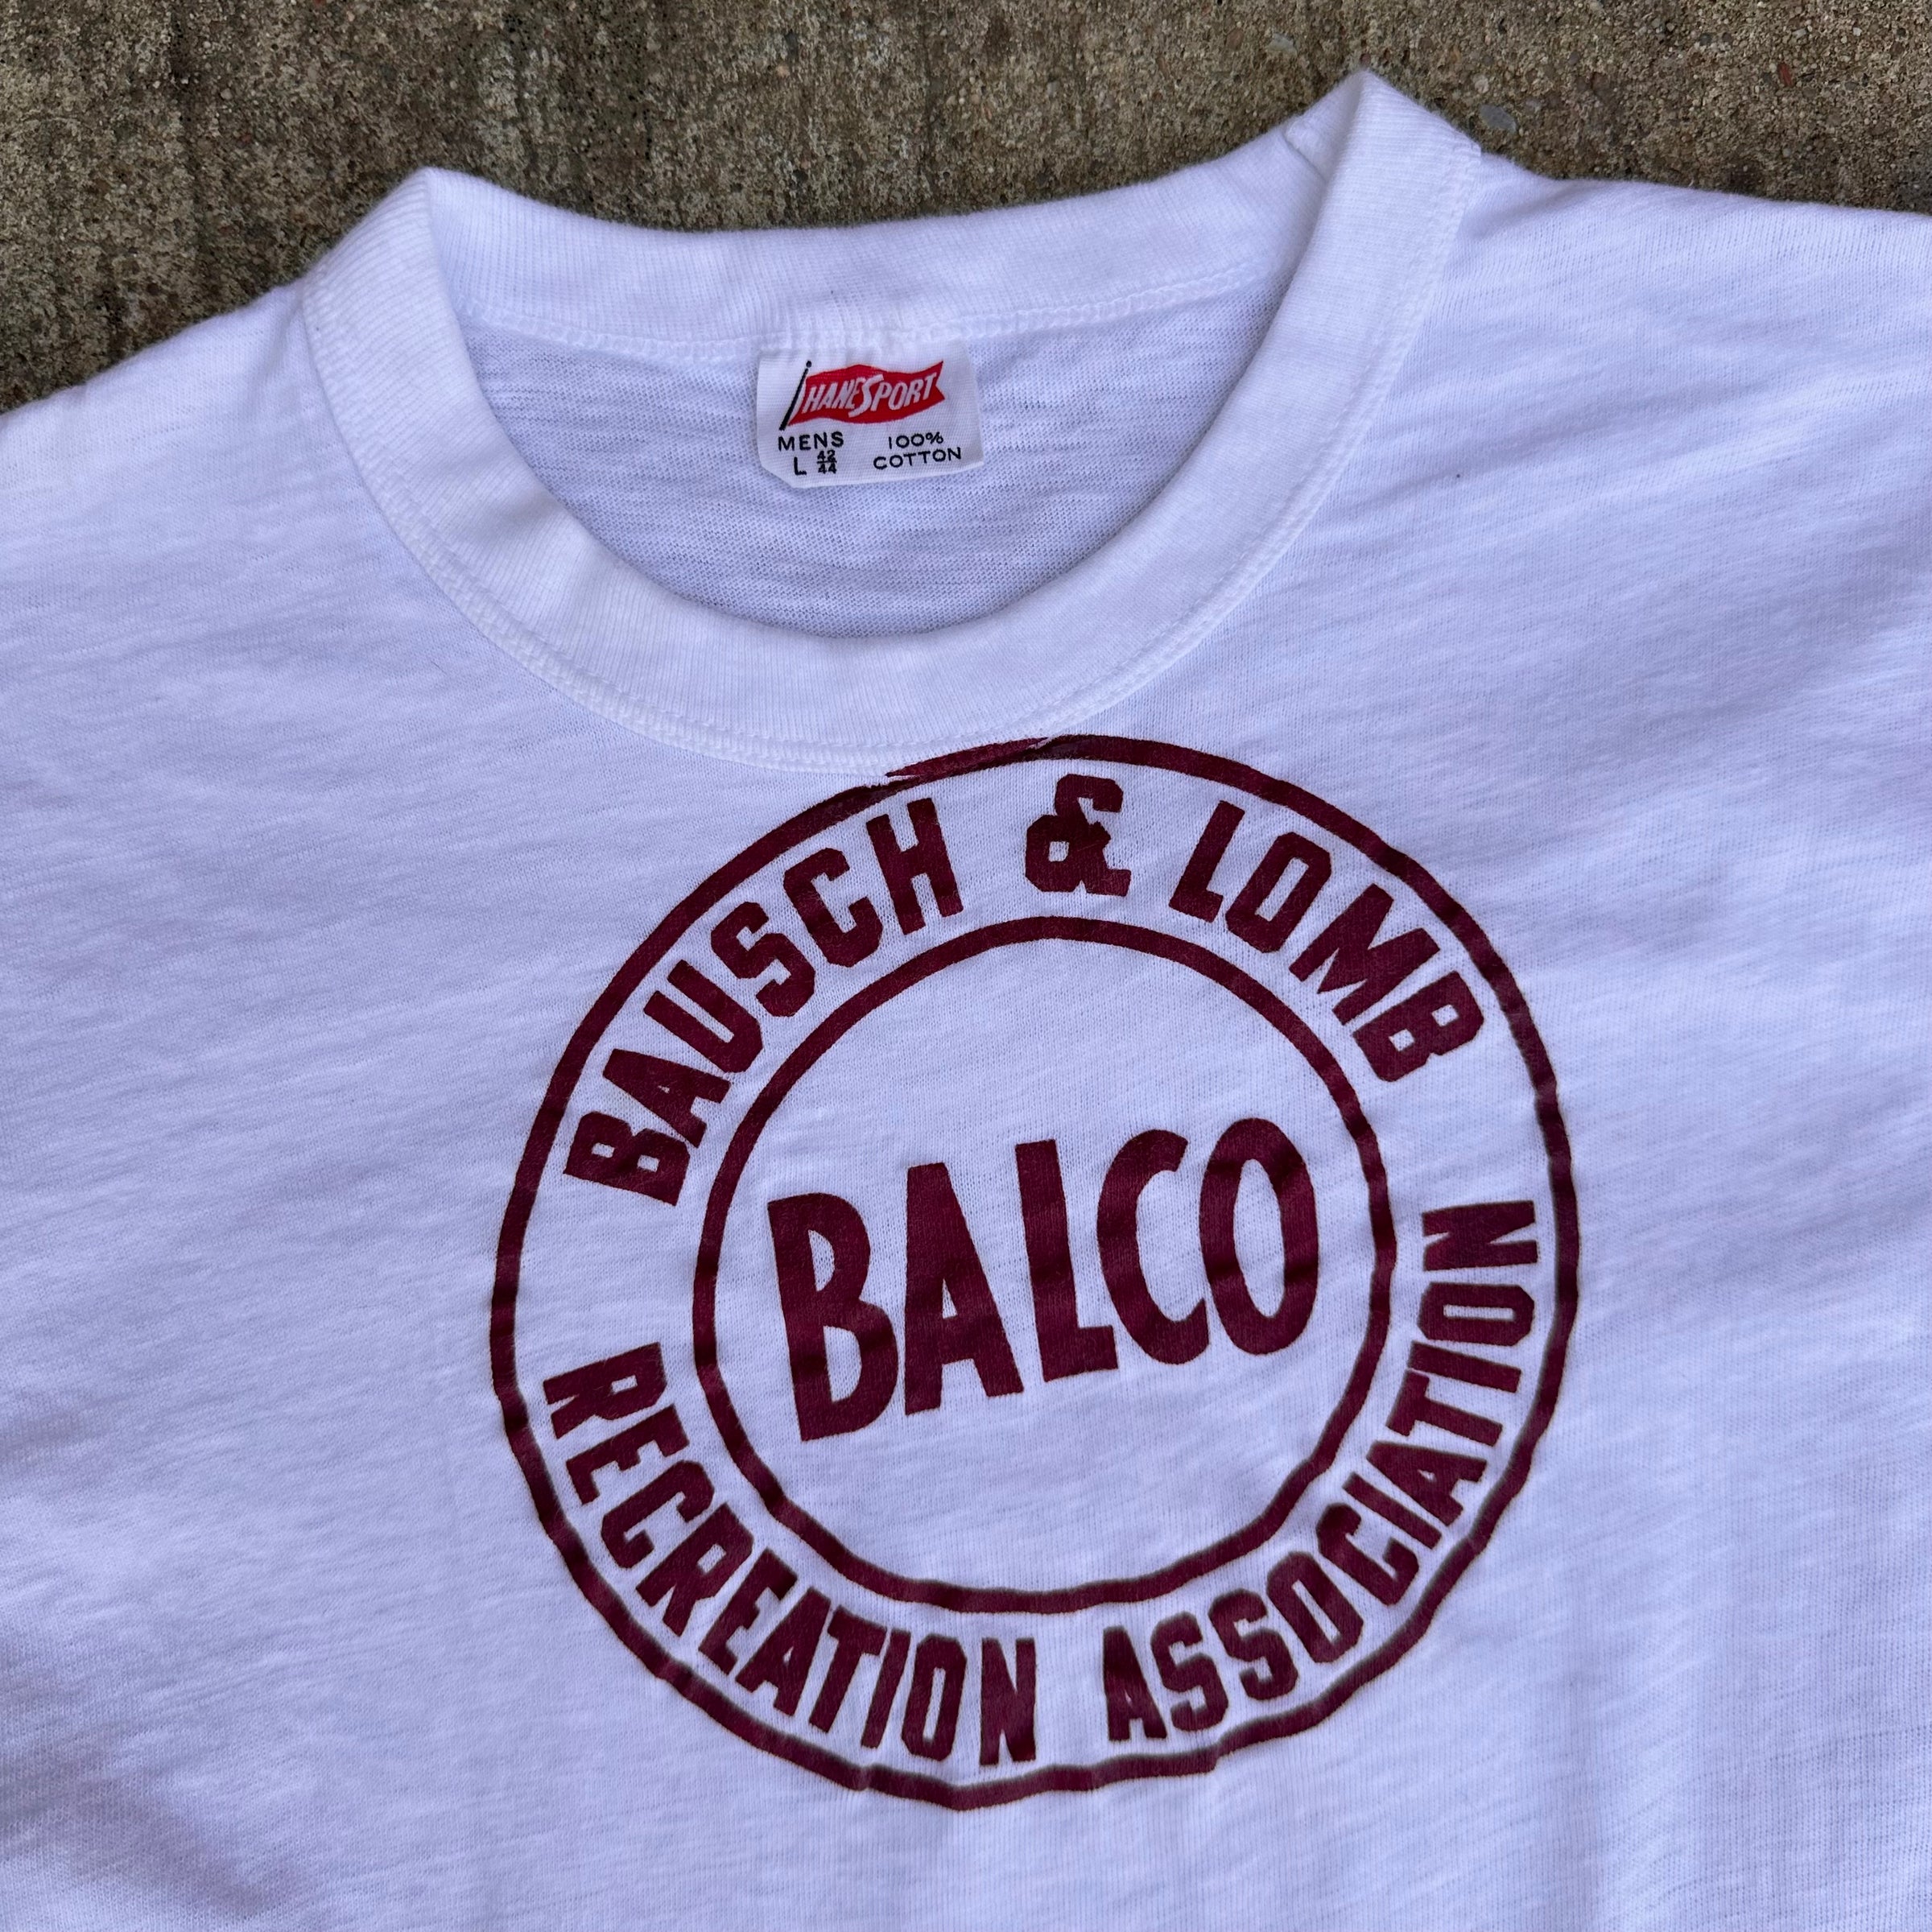 HANESPORT
MENS 100%
L 42/44 COTTON
BAUSCH & LOMB
BALCO
RECREATION ASSOCIATION